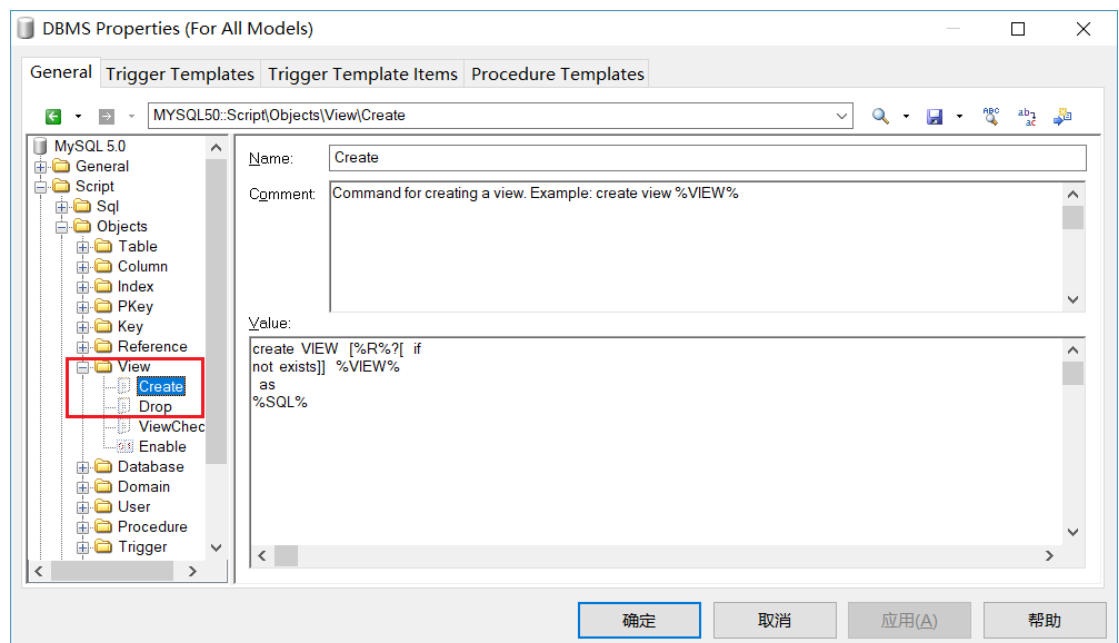 DBMS Properties (For All Models)
General Trigger Templates Trigger Template Items Procedure Templates
MYSQL50::Script\Objects\View\Create
MySQL 5.0
General
Script
Sql
Objects
Table
Column
Index
PKey
Key
Reference
View
Create
Drop
ViewChec
Enable
Database
Domain
User
Procedure
Trigger
Name: Create
Comment: Command for creating a view. Example: create view %VIEW%
Value:
create VIEW [%R%?[ if
not exists]] %VIEW%
as
%SQL%
确定 取消 应用(A) 帮助